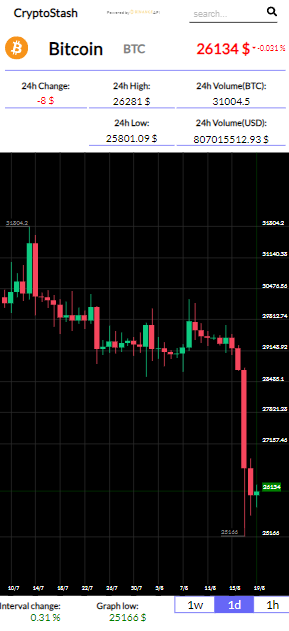 CryptoStash
Powered by COINGECKO API
search...
Bitcoin BTC 26134 $ -0.031 %
24h Change: 24h High: 24h Volume(BTC):
-8 $ 26281 $ 31004.5
24h Low: 24h Volume(USD):
25801.09 $ 807015512.93 $
31804.2 31804.2
31140.33
30476.56
29812.74
29148.92
28485.1
27821.28
27157.46
26134
25166 25166
10/7 14/7 18/7 22/7 26/7 30/7 3/8 7/8 11/8 15/8 19/8
Interval change: Graph low: 1w 1d 1h
0.31 % 25166 $